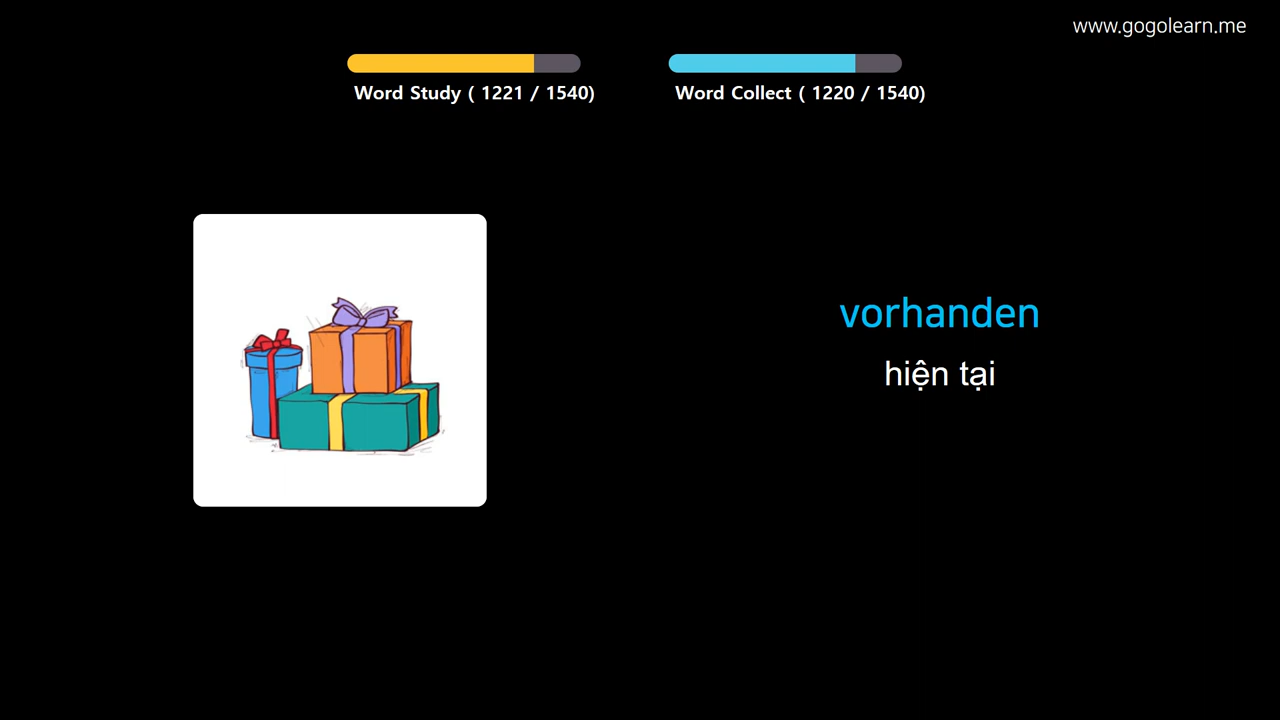 www.gogolearn.me
Word Study ( 1221 / 1540)
Word Collect ( 1220 / 1540)
vorhanden
hiện tại